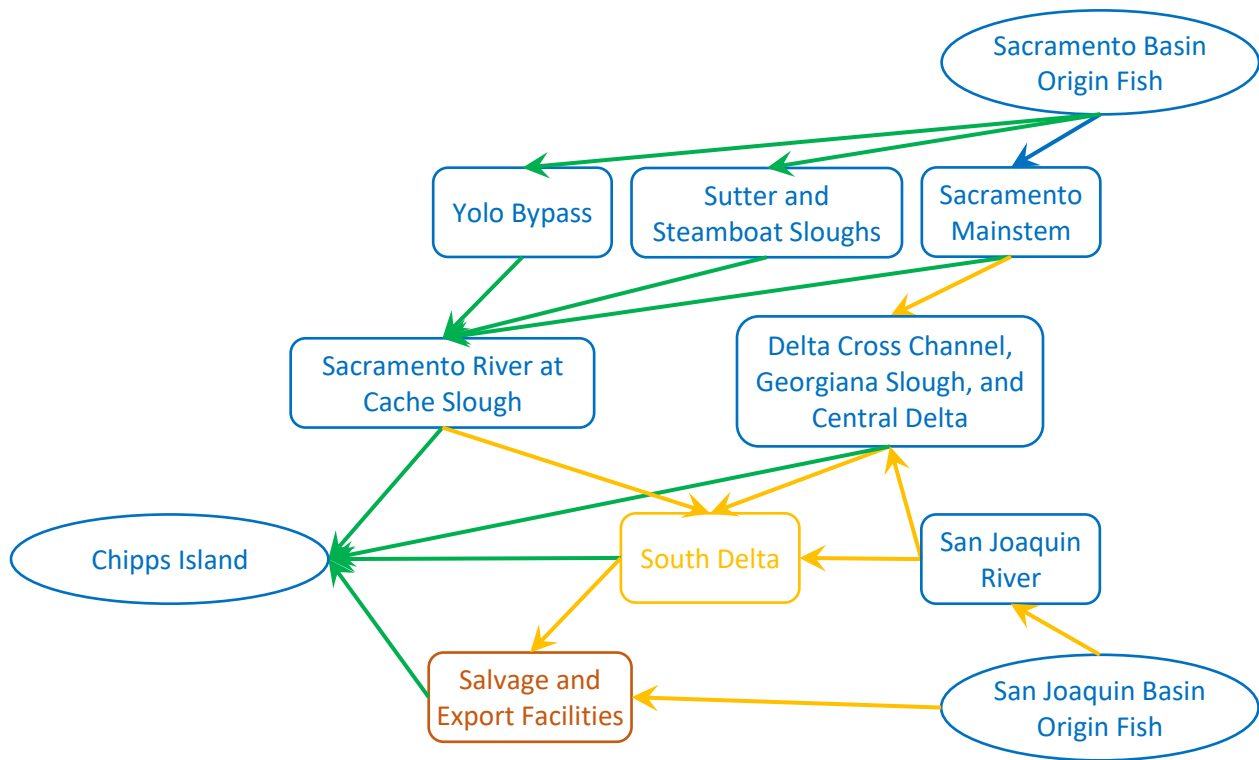 Sacramento Basin
Origin Fish
Yolo Bypass
Sutter and
Steamboat Sloughs
Sacramento
Mainstem
Sacramento River at
Cache Slough
Delta Cross Channel,
Georgiana Slough, and
Central Delta
Chipps Island
South Delta
San Joaquin
River
Salvage and
Export Facilities
San Joaquin Basin
Origin Fish